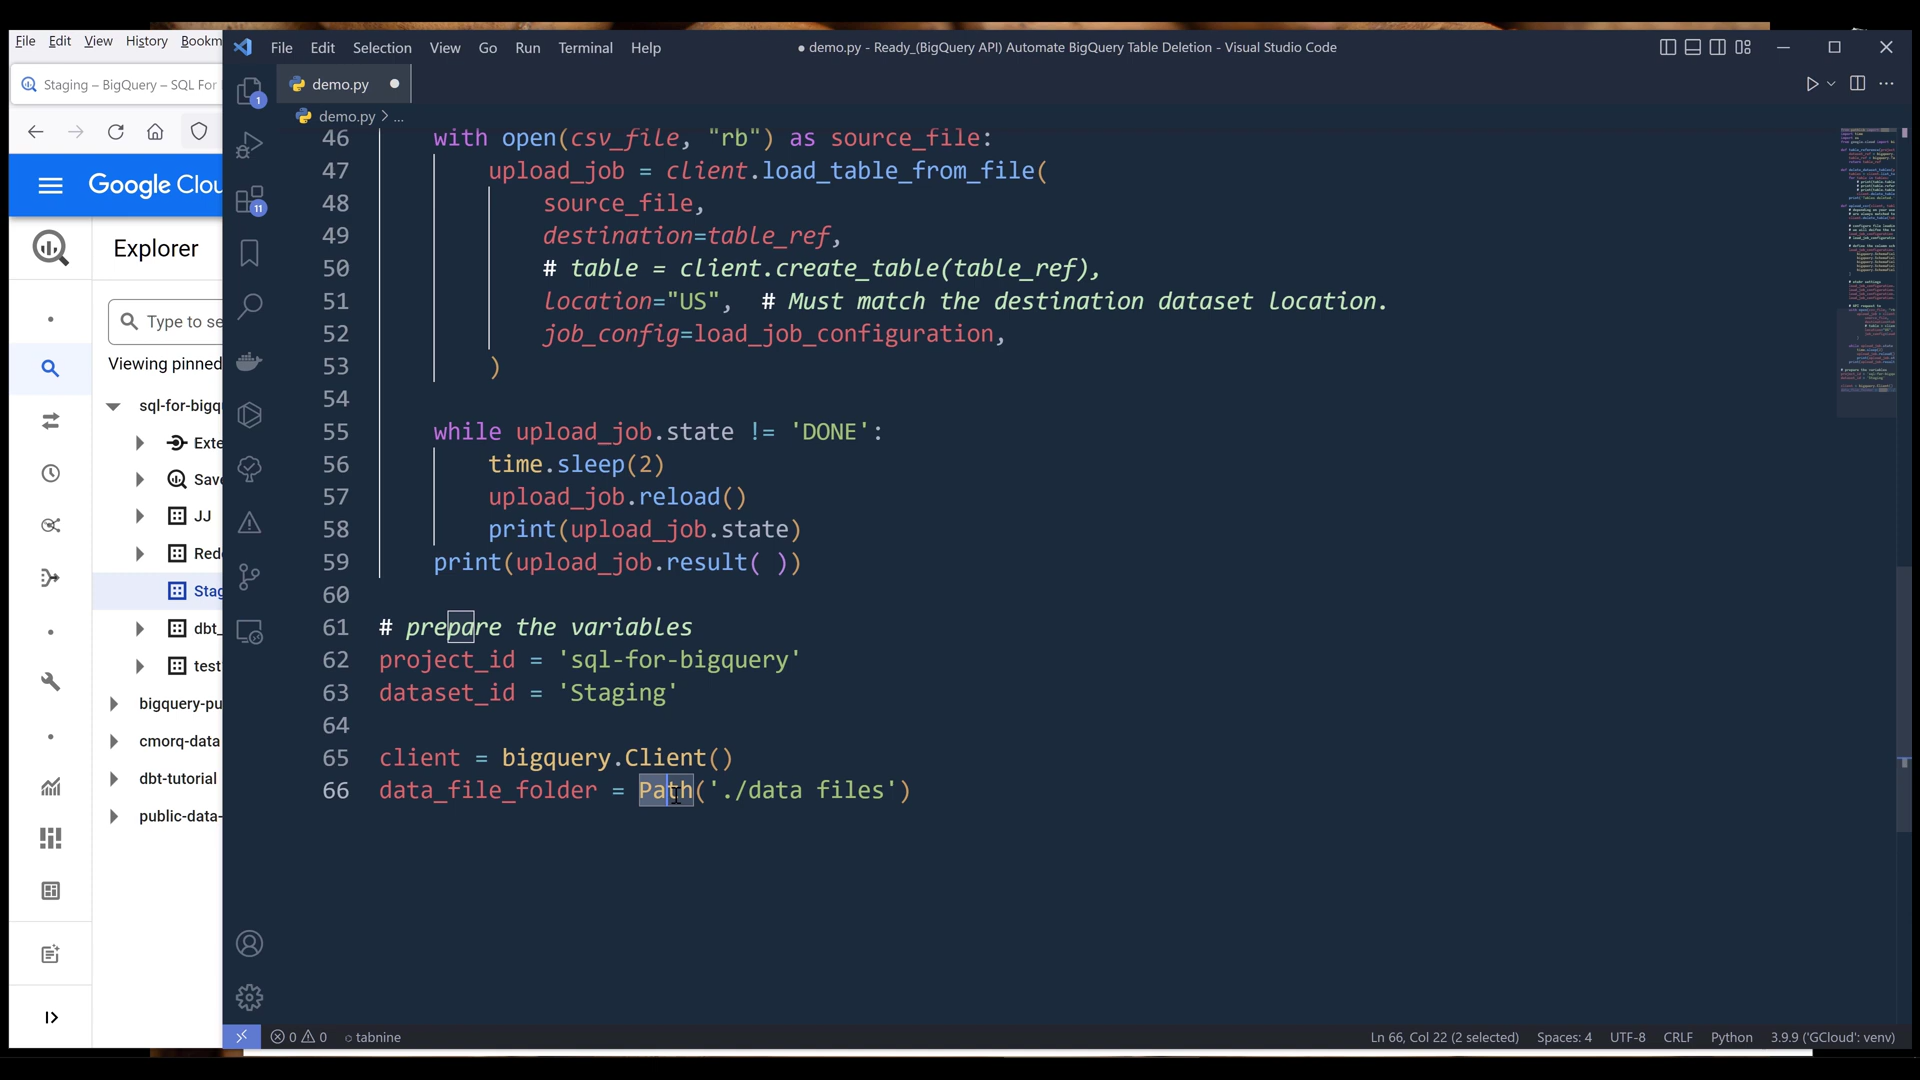 File Edit View History Bookm
Staging – BigQuery – SQL For
Google Clou
Explorer
Type to se
Viewing pinned
sql-for-bigqu
Exte
Save
JJ
Red
Stag
dbt_
test
bigquery-pu
cmorq-data
dbt-tutorial
public-data-
File Edit Selection View Go Run Terminal Help
● demo.py - Ready_(BigQuery API) Automate BigQuery Table Deletion - Visual Studio Code
demo.py
demo.py > ...
1
11
46 with open(csv_file, "rb") as source_file:
47 upload_job = client.load_table_from_file(
48 source_file,
49 destination=table_ref,
50 # table = client.create_table(table_ref),
51 location="US", # Must match the destination dataset location.
52 job_config=load_job_configuration,
53 )
54
55 while upload_job.state != 'DONE':
56 time.sleep(2)
57 upload_job.reload()
58 print(upload_job.state)
59 print(upload_job.result( ))
60
61 # prepare the variables
62 project_id = 'sql-for-bigquery'
63 dataset_id = 'Staging'
64
65 client = bigquery.Client()
66 data_file_folder = Path('./data files')
0 0 tabnine
Ln 66, Col 22 (2 selected) Spaces: 4 UTF-8 CRLF Python 3.9.9 ('GCloud': venv)